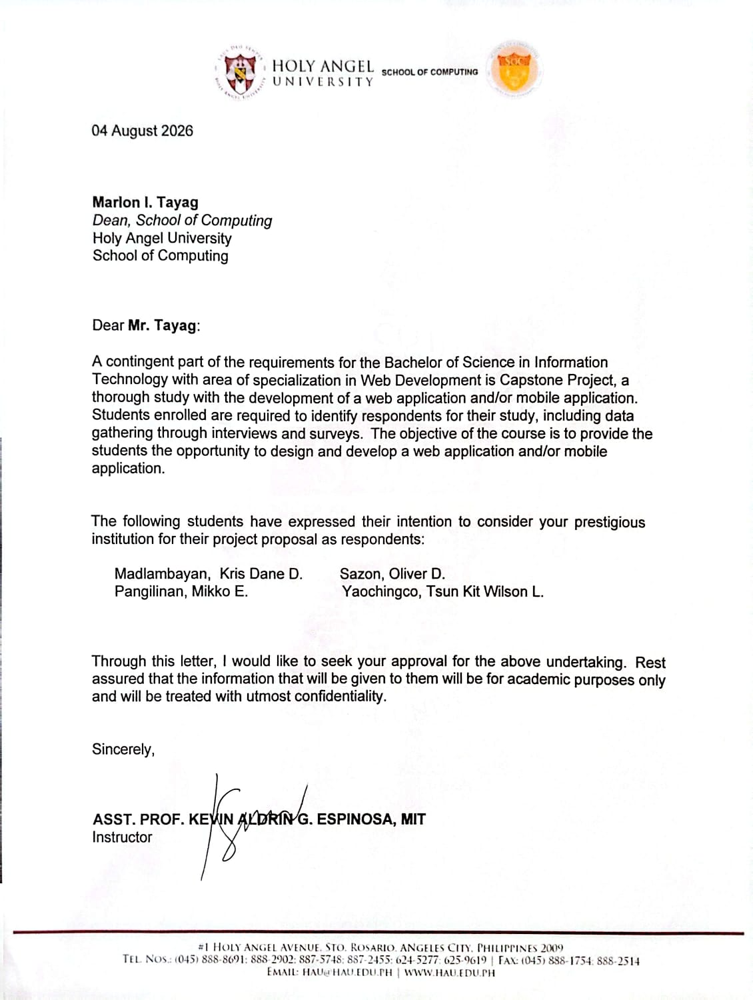 HOLY ANGEL
UNIVERSITY
SCHOOL OF COMPUTING
SOC
04 August 2026
Marlon I. Tayag
Dean, School of Computing
Holy Angel University
School of Computing
Dear Mr. Tayag:
A contingent part of the requirements for the Bachelor of Science in Information
Technology with area of specialization in Web Development is Capstone Project, a
thorough study with the development of a web application and/or mobile application.
Students enrolled are required to identify respondents for their study, including data
gathering through interviews and surveys. The objective of the course is to provide the
students the opportunity to design and develop a web application and/or mobile
application.
The following students have expressed their intention to consider your prestigious
institution for their project proposal as respondents:
Madlambayan, Kris Dane D. Sazon, Oliver D.
Pangilinan, Mikko E. Yaochingco, Tsun Kit Wilson L.
Through this letter, I would like to seek your approval for the above undertaking. Rest
assured that the information that will be given to them will be for academic purposes only
and will be treated with utmost confidentiality.
Sincerely,
ASST. PROF. KEVIN ALDRIN G. ESPINOSA, MIT
Instructor
#1 HOLY ANGEL AVENUE, STO. ROSARIO, ANGELES CITY, PHILIPPINES 2009
TEL. NOS.: (045) 888-8691; 888-2902; 887-5748; 887-2455; 624-5277; 625-9619 | FAX: (045) 888-1754; 888-2514
EMAIL: HAU@HAU.EDU.PH | WWW.HAU.EDU.PH